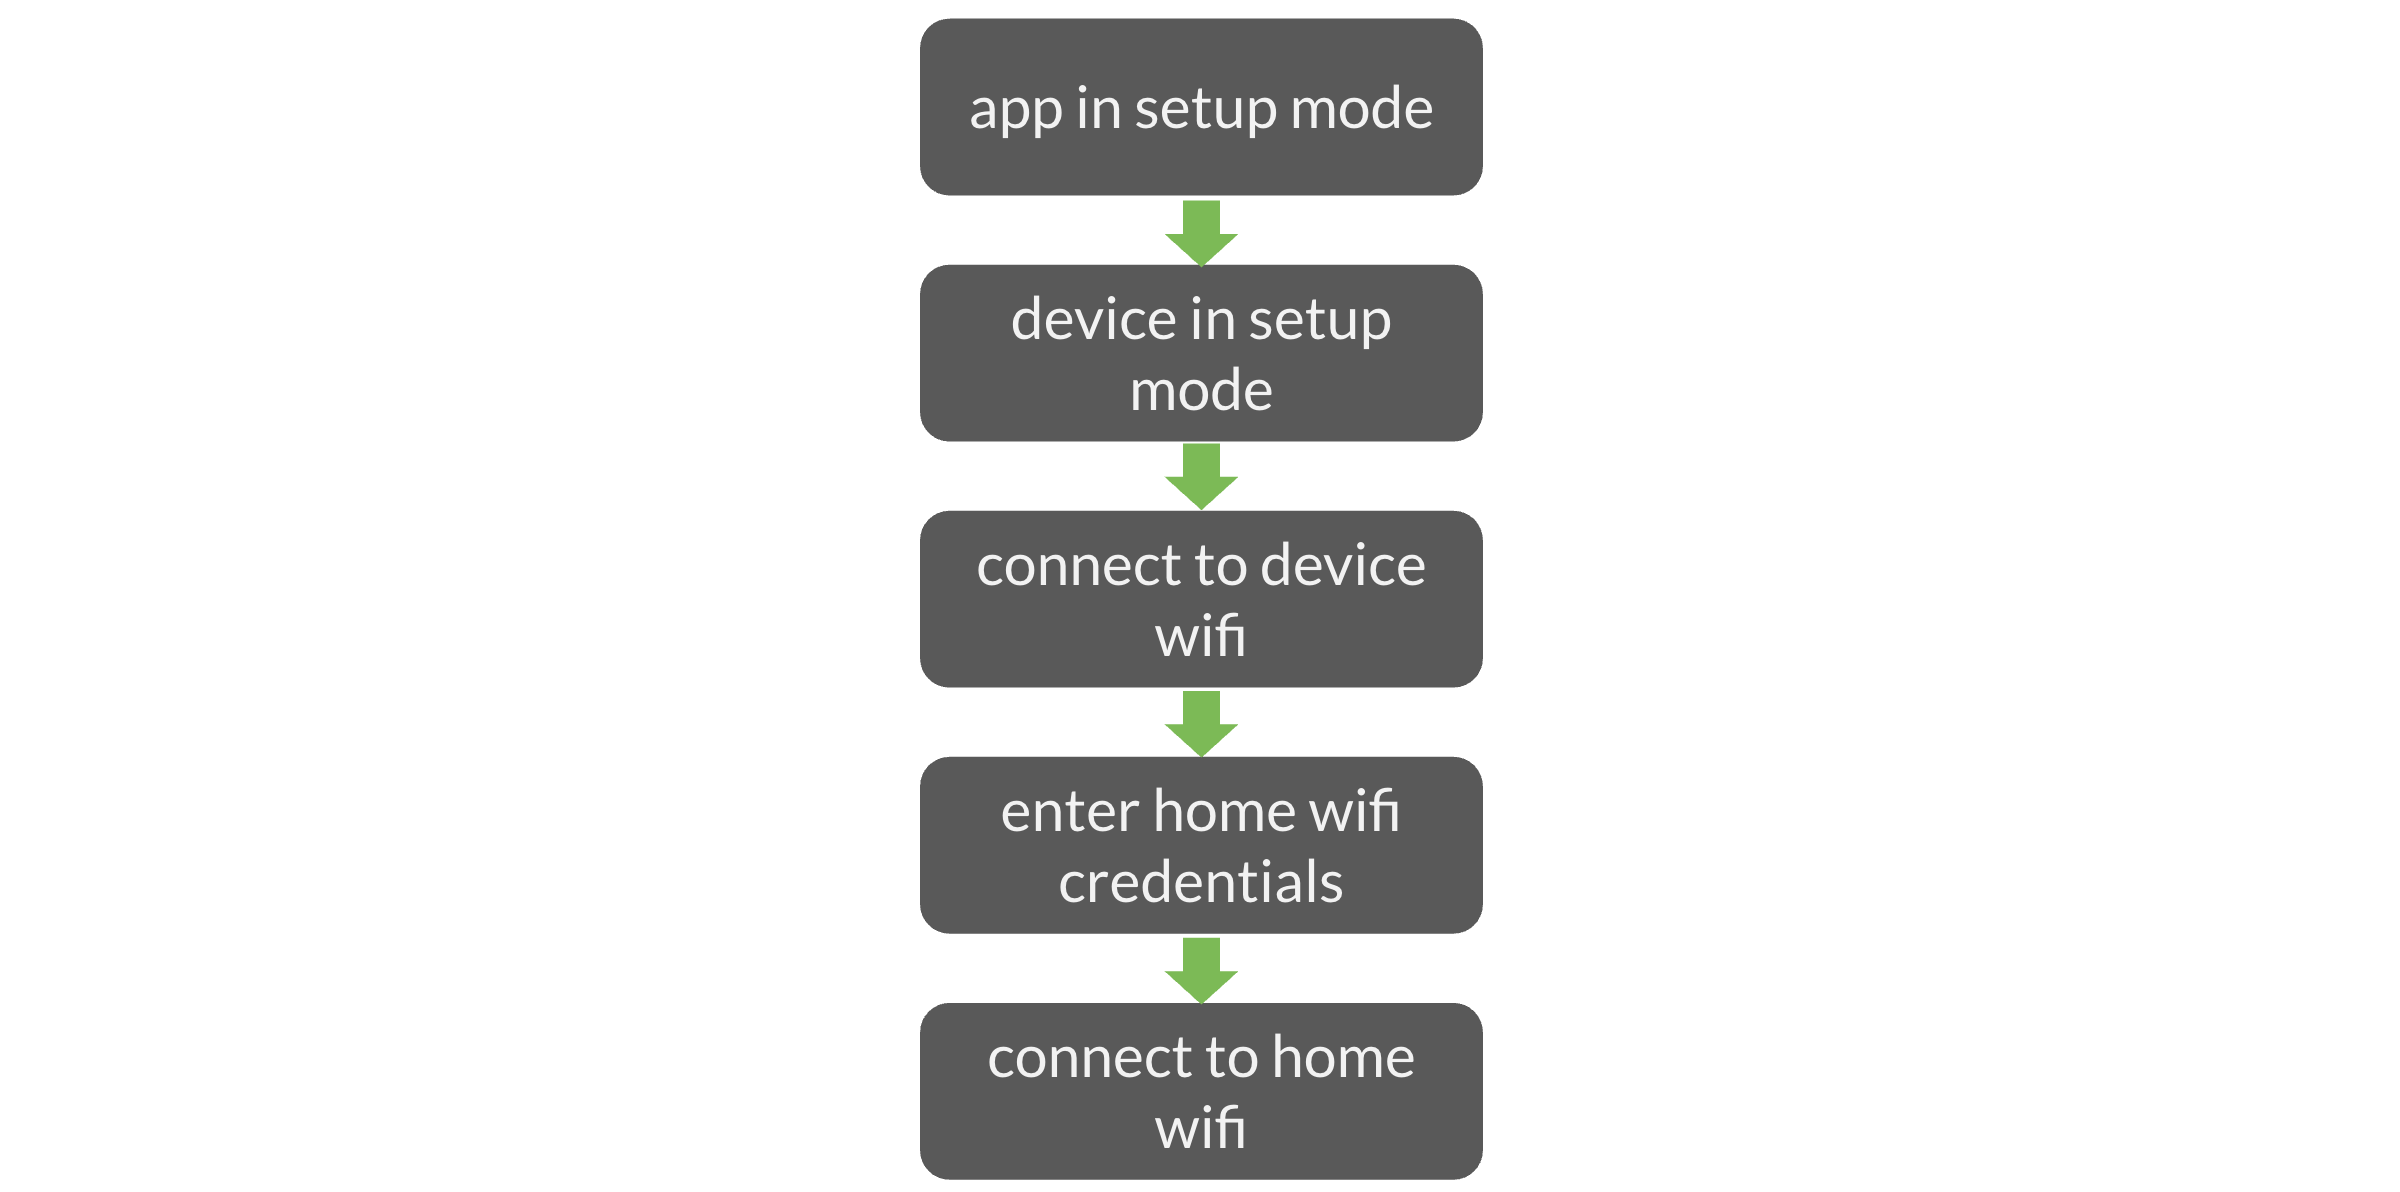 app in setup mode
device in setup
mode
connect to device
wifi
enter home wifi
credentials
connect to home
wifi